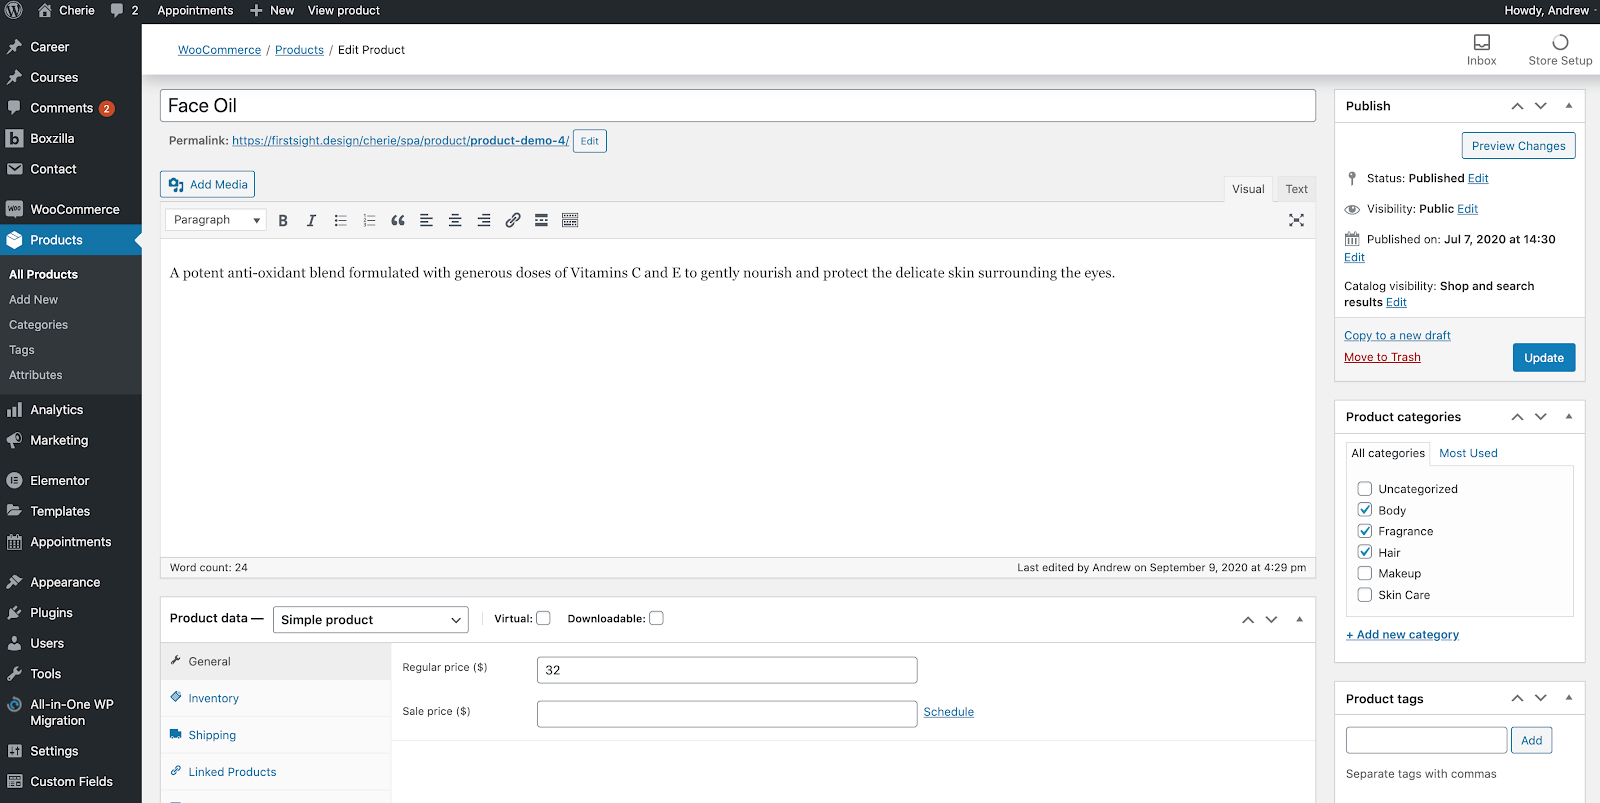 Cherie
2
Appointments
New
View product
Howdy, Andrew
Career
Courses
Comments 2
Boxzilla
Contact
WooCommerce
Products
All Products
Add New
Categories
Tags
Attributes
Analytics
Marketing
Elementor
Templates
Appointments
Appearance
Plugins
Users
Tools
All-in-One WP
Migration
Settings
Custom Fields
WooCommerce / Products / Edit Product
Inbox
Store Setup
Face Oil
Permalink: https://firstsight.design/cherie/spa/product/product-demo-4/ Edit
Add Media
Visual
Text
Paragraph
B I
A potent anti-oxidant blend formulated with generous doses of Vitamins C and E to gently nourish and protect the delicate skin surrounding the eyes.
Word count: 24
Last edited by Andrew on September 9, 2020 at 4:29 pm
Product data — Simple product
Virtual:
Downloadable:
General
Inventory
Shipping
Linked Products
Regular price ($)
32
Sale price ($)
Schedule
Publish
Preview Changes
Status: Published Edit
Visibility: Public Edit
Published on: Jul 7, 2020 at 14:30
Edit
Catalog visibility: Shop and search
results Edit
Copy to a new draft
Move to Trash
Update
Product categories
All categories
Most Used
Uncategorized
Body
Fragrance
Hair
Makeup
Skin Care
+ Add new category
Product tags
Add
Separate tags with commas